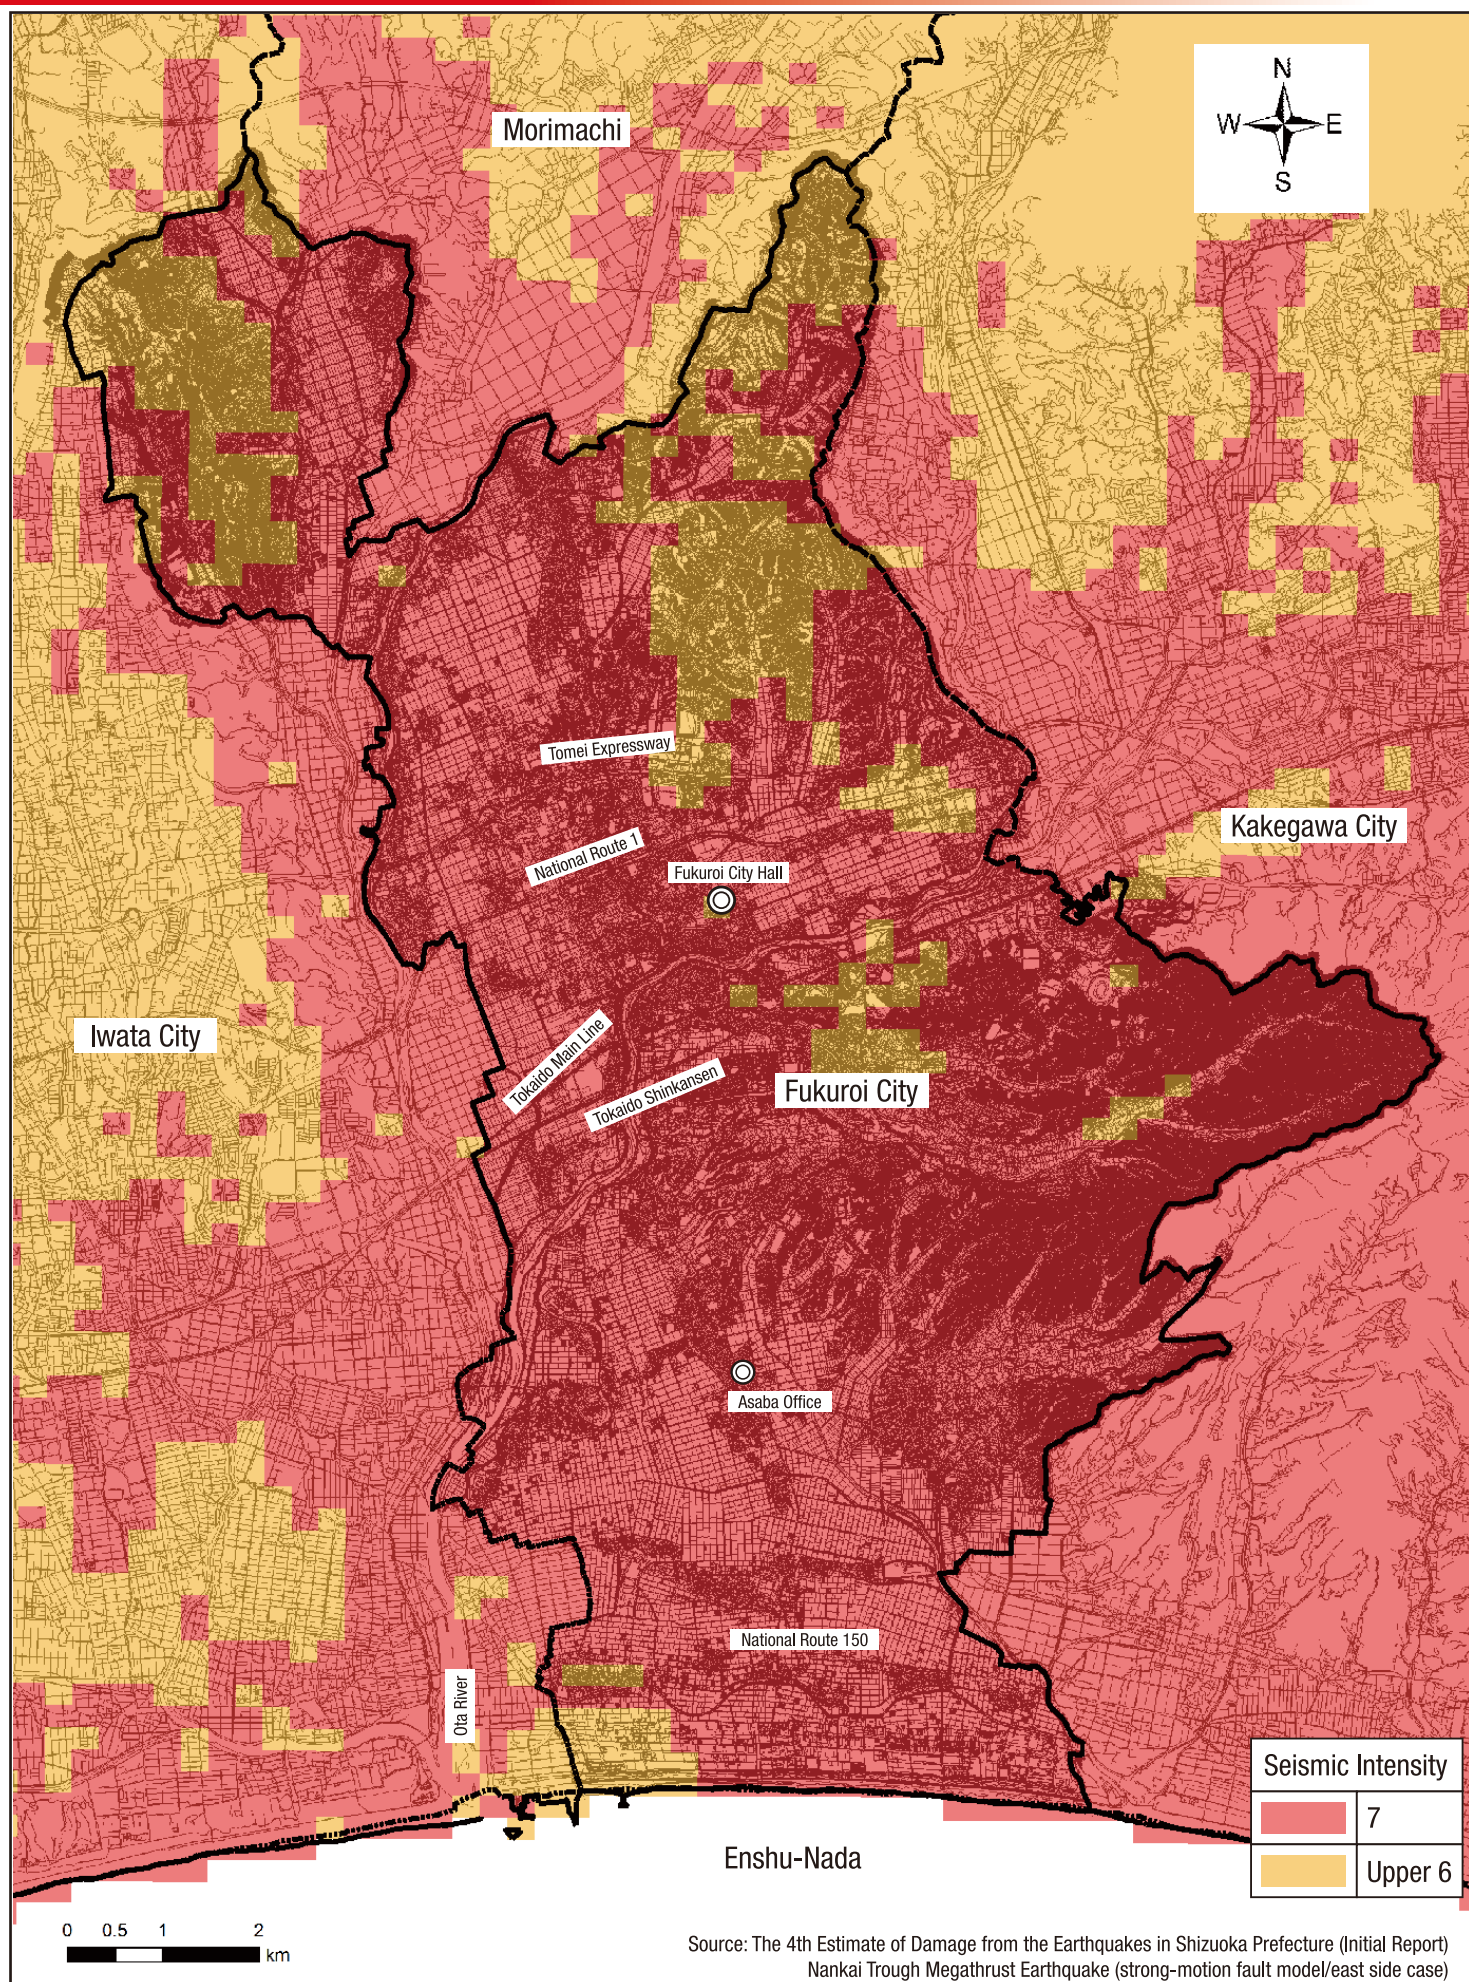 N
W E
S
Morimachi
Tomei Expressway
National Route 1
Kakegawa City
Fukuroi City Hall
Iwata City
Tokaido Main Line
Tokaido Shinkansen
Fukuroi City
Asaba Office
National Route 150
Ota River
Seismic Intensity
7
Upper 6
Enshu-Nada
0 0.5 1 2
km
Source: The 4th Estimate of Damage from the Earthquakes in Shizuoka Prefecture (Initial Report)
Nankai Trough Megathrust Earthquake (strong-motion fault model/east side case)